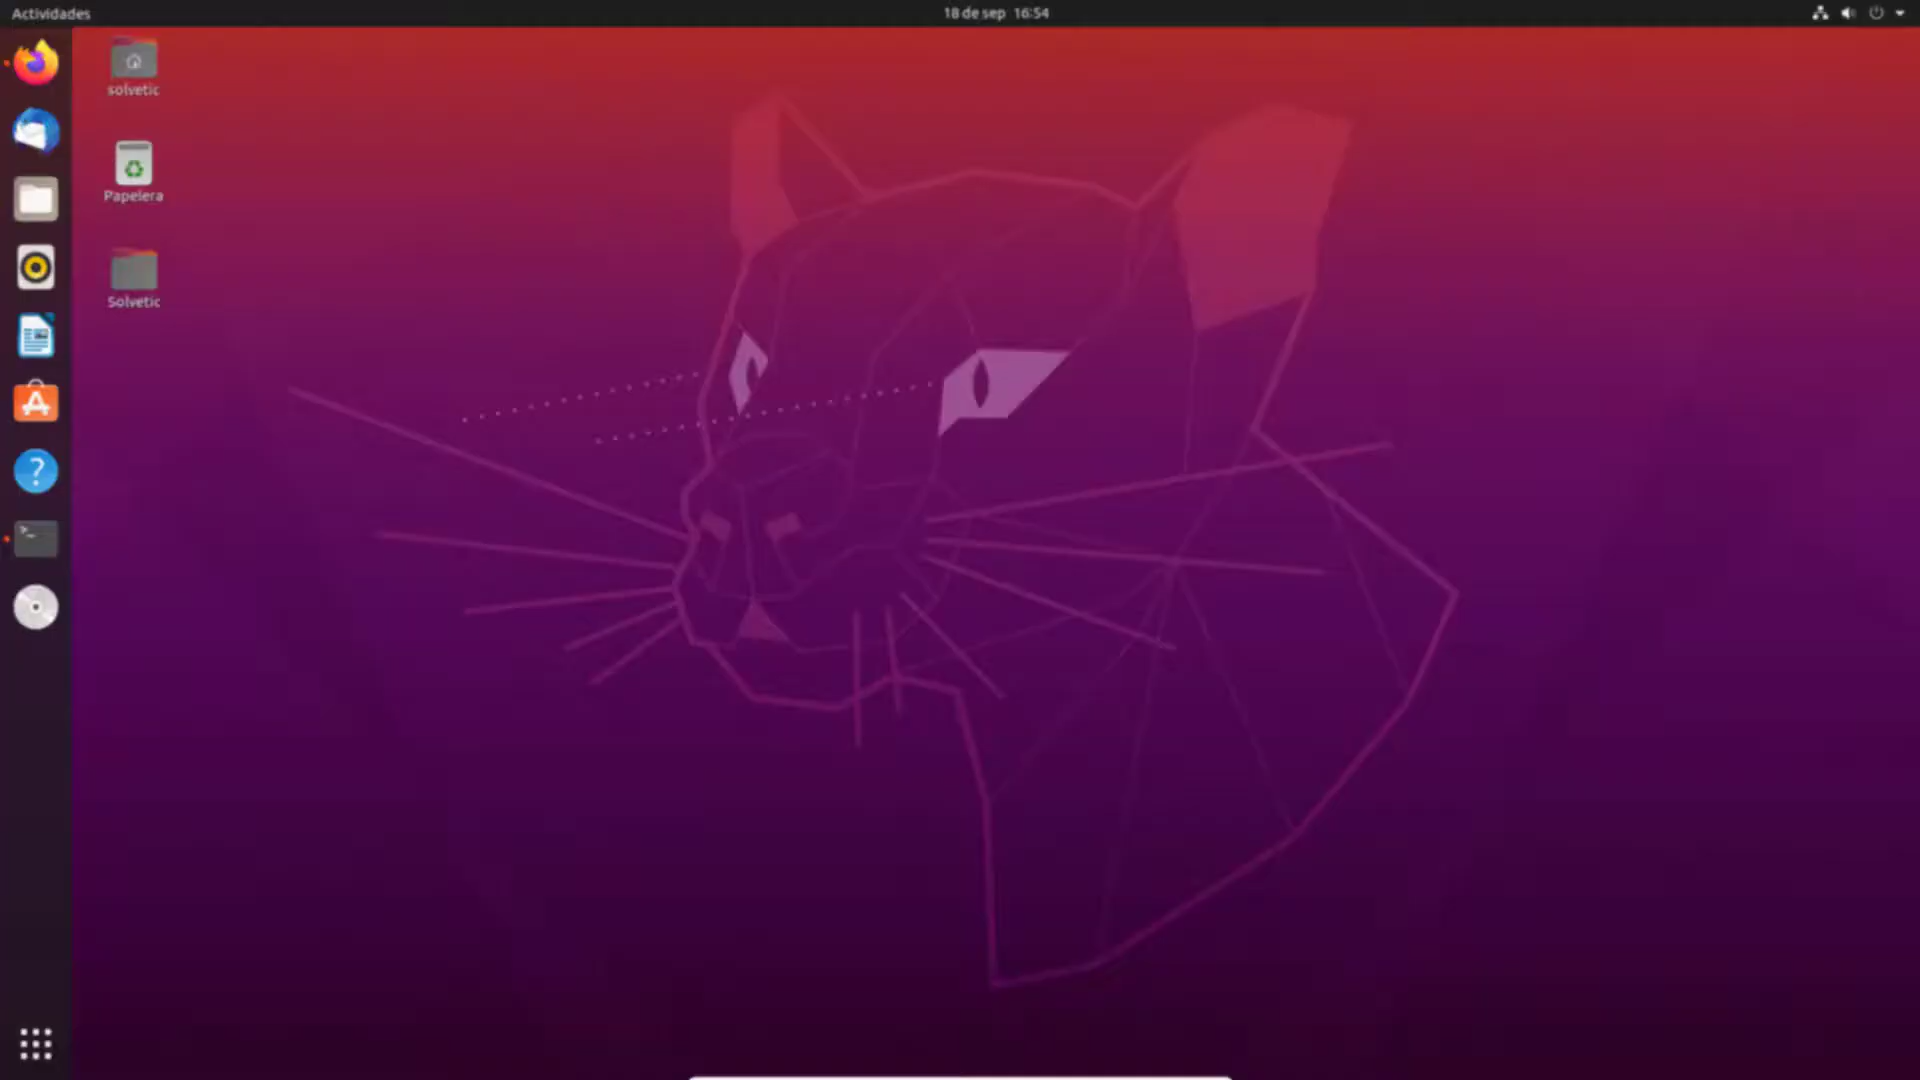 Actividades
18 de sep 16:54
solvetic
Papelera
Solvetic